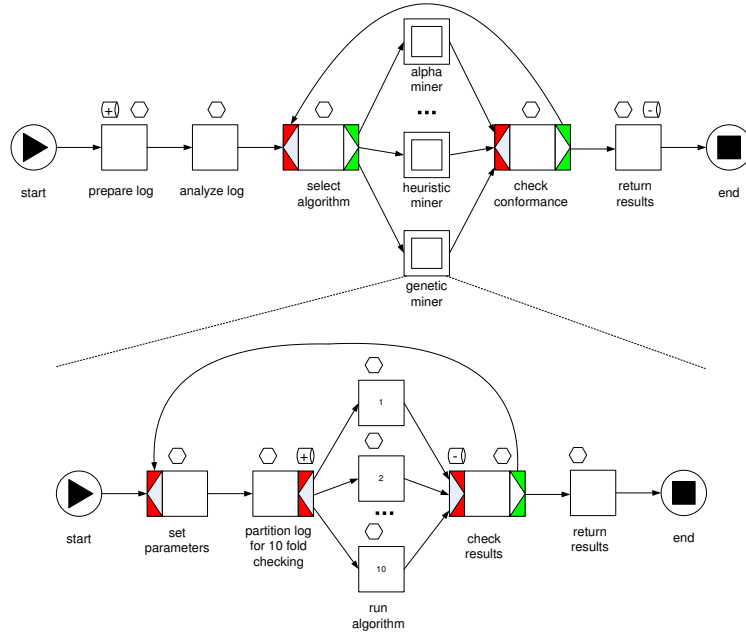 alpha
miner
...
+
-
start
prepare log
analyze log
select
algorithm
heuristic
miner
check
conformance
return
results
end
genetic
miner
1
+
2
-
...
10
start
set
parameters
partition log
for 10 fold
checking
run
algorithm
check
results
return
results
end